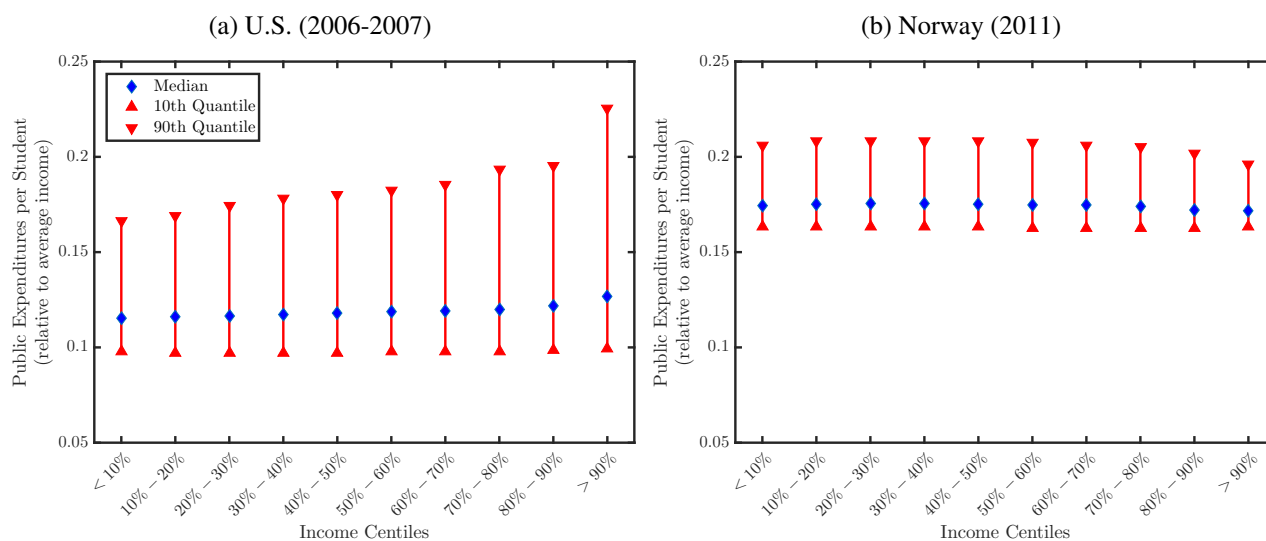 (a) U.S. (2006-2007)
0.25
0.2
0.15
0.1
0.05
Public Expenditures per Student
(relative to average income)
Median
10th Quantile
90th Quantile
< 10%
10% − 20%
20% − 30%
30% − 40%
40% − 50%
50% − 60%
60% − 70%
70% − 80%
80% − 90%
> 90%
Income Centiles
(b) Norway (2011)
0.25
0.2
0.15
0.1
0.05
Public Expenditures per Student
(relative to average income)
< 10%
10% − 20%
20% − 30%
30% − 40%
40% − 50%
50% − 60%
60% − 70%
70% − 80%
80% − 90%
> 90%
Income Centiles